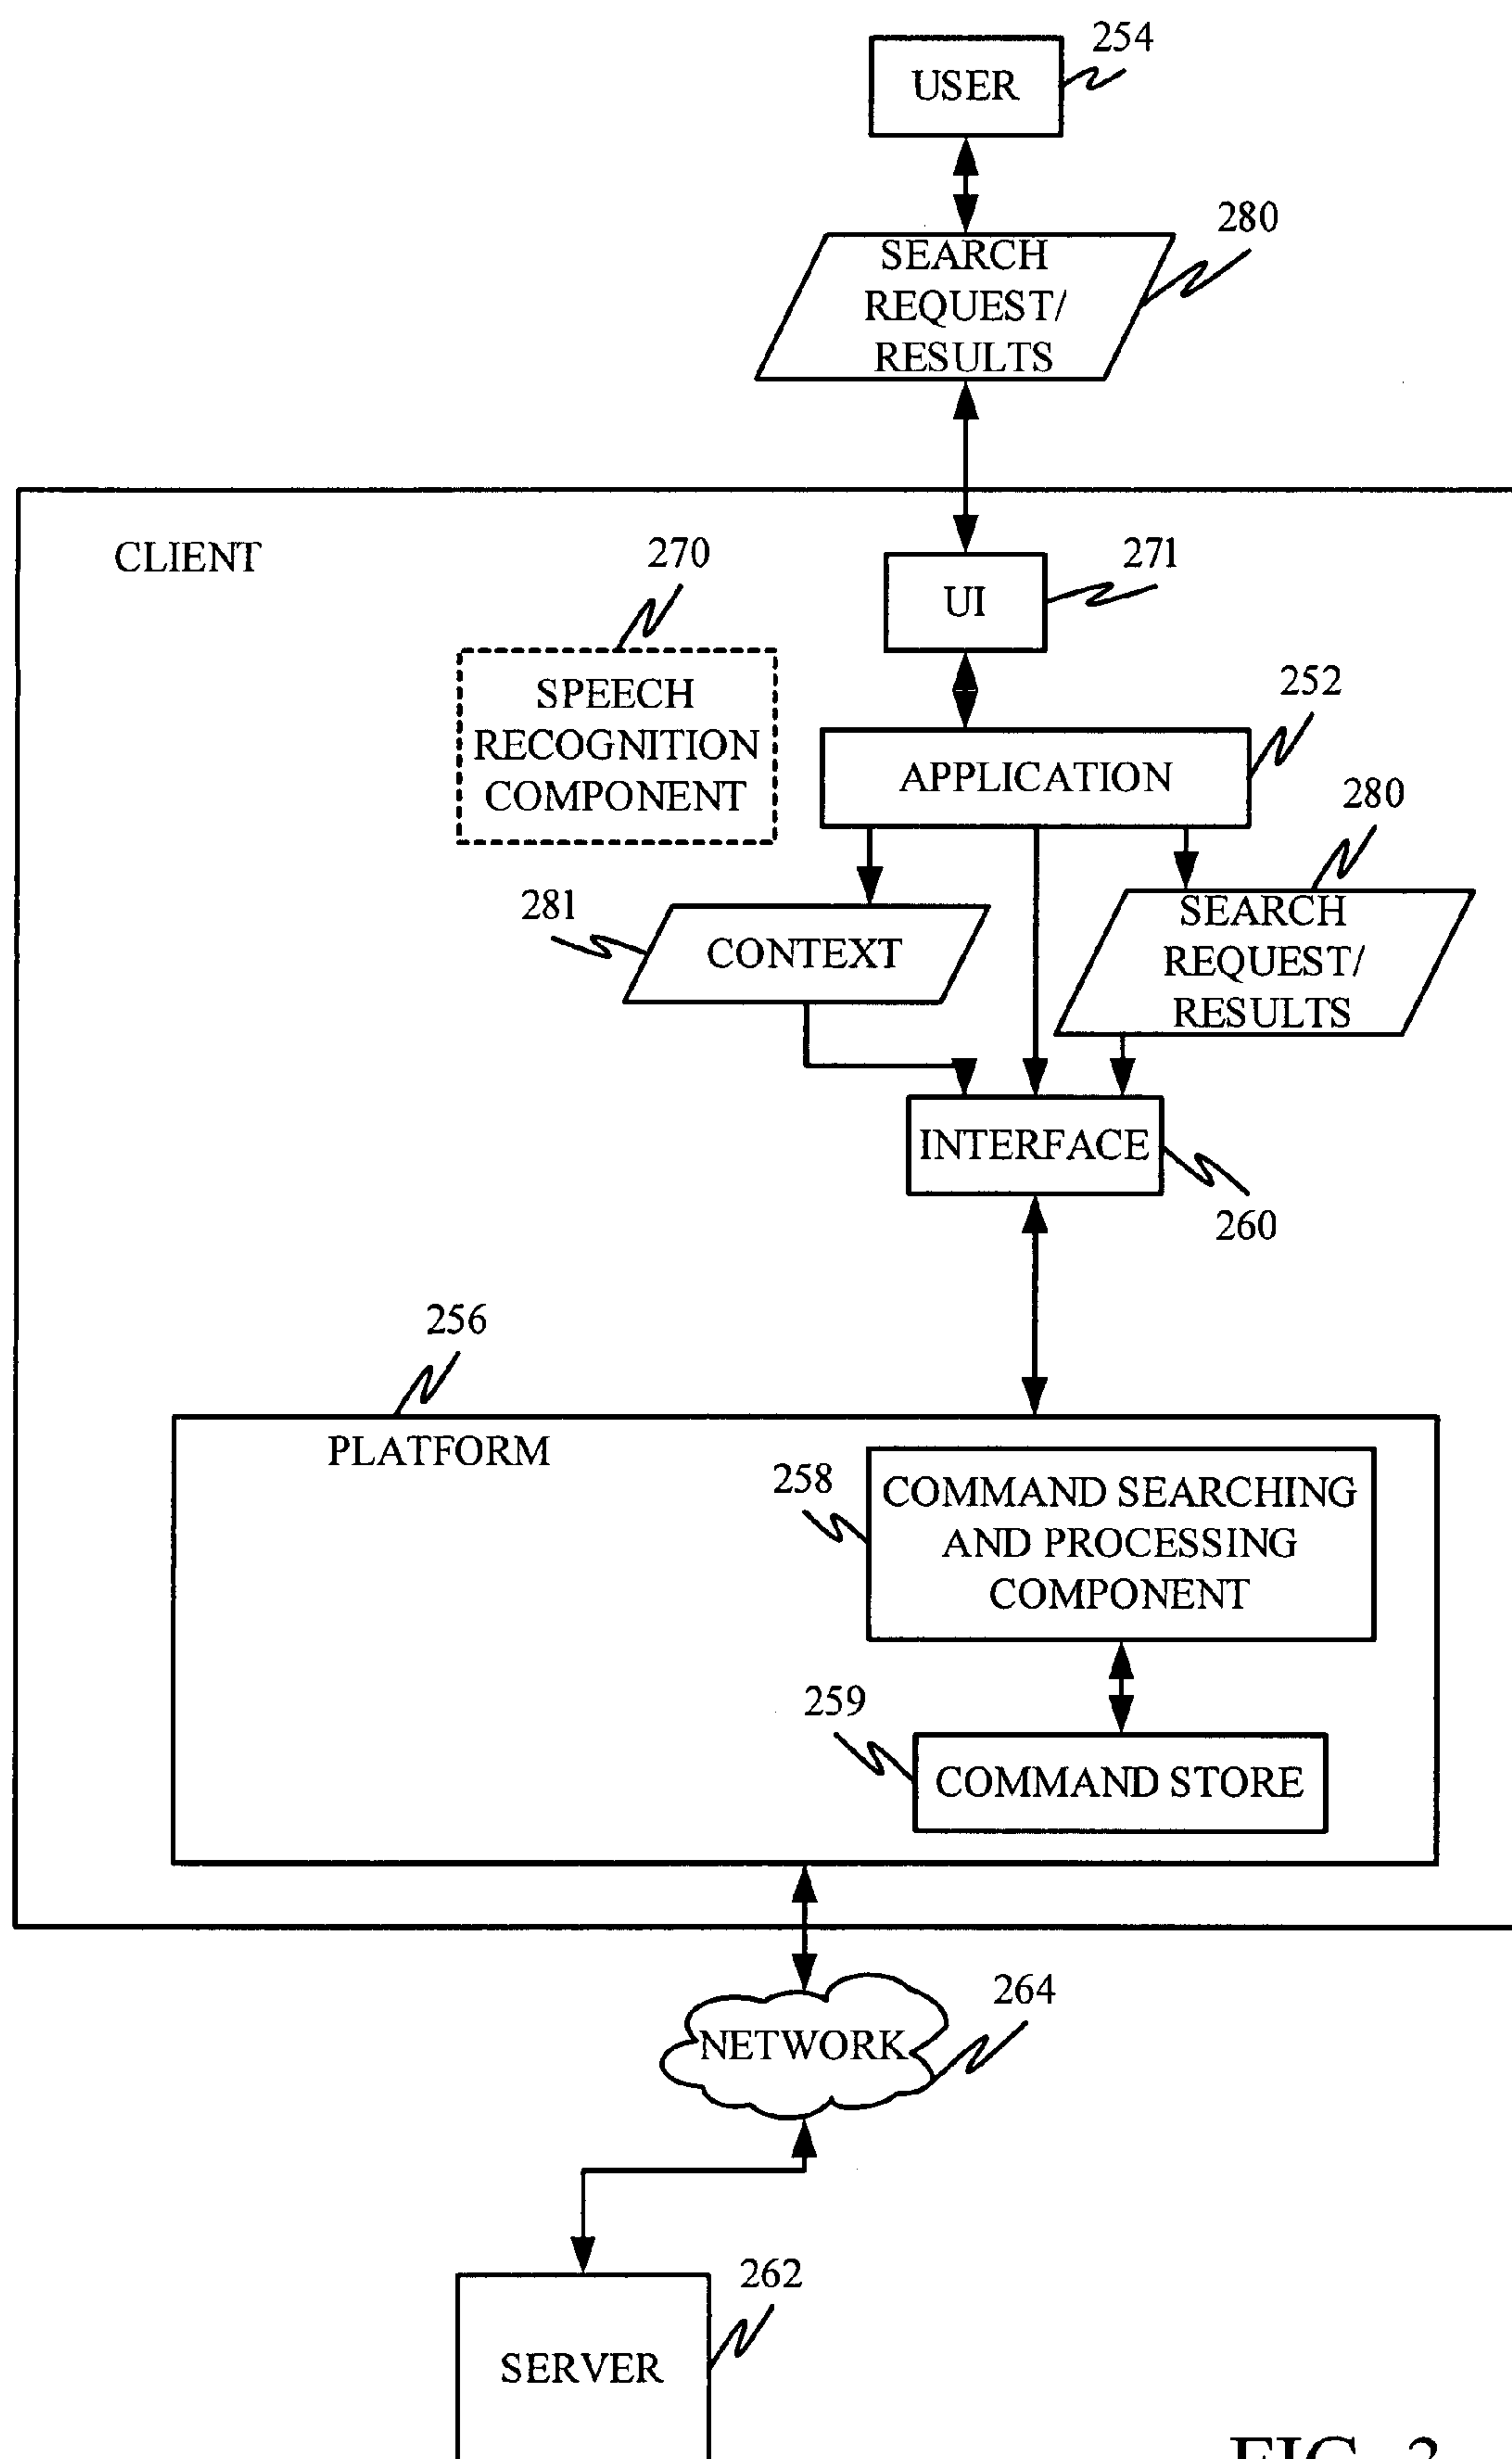 254
USER
280
SEARCH
REQUEST/
RESULTS
CLIENT
270
271
UI
SPEECH
RECOGNITION
COMPONENT
252
APPLICATION
280
281
CONTEXT
SEARCH
REQUEST/
RESULTS
INTERFACE
260
256
PLATFORM
258
COMMAND SEARCHING
AND PROCESSING
COMPONENT
259
COMMAND STORE
264
NETWORK
262
SERVER